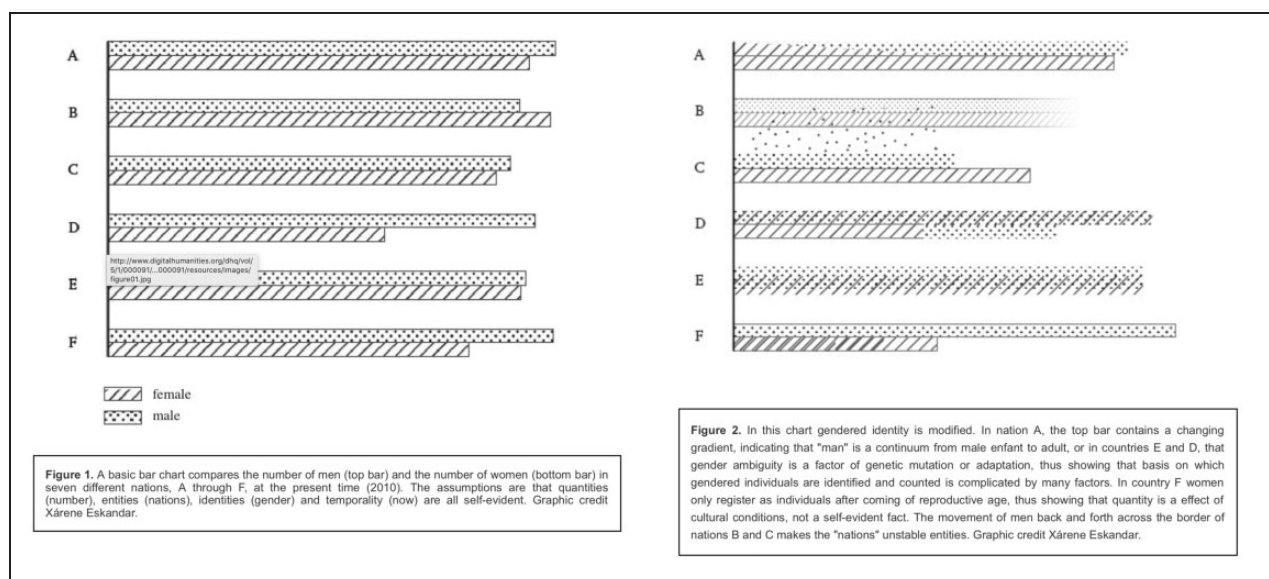 A
B
C
D
E
F
http://www.digitalhumanities.org/dhq/vol/
5/1/000091/...000091/resources/images/
figure01.jpg
female
male
Figure 1. A basic bar chart compares the number of men (top bar) and the number of women (bottom bar) in
seven different nations, A through F, at the present time (2010). The assumptions are that quantities
(number), entities (nations), identities (gender) and temporality (now) are all self-evident. Graphic credit
Xárene Eskandar.
A
B
C
D
E
F
Figure 2. In this chart gendered identity is modified. In nation A, the top bar contains a changing
gradient, indicating that "man" is a continuum from male enfant to adult, or in countries E and D, that
gender ambiguity is a factor of genetic mutation or adaptation, thus showing that basis on which
gendered individuals are identified and counted is complicated by many factors. In country F women
only register as individuals after coming of reproductive age, thus showing that quantity is a effect of
cultural conditions, not a self-evident fact. The movement of men back and forth across the border of
nations B and C makes the "nations" unstable entities. Graphic credit Xárene Eskandar.